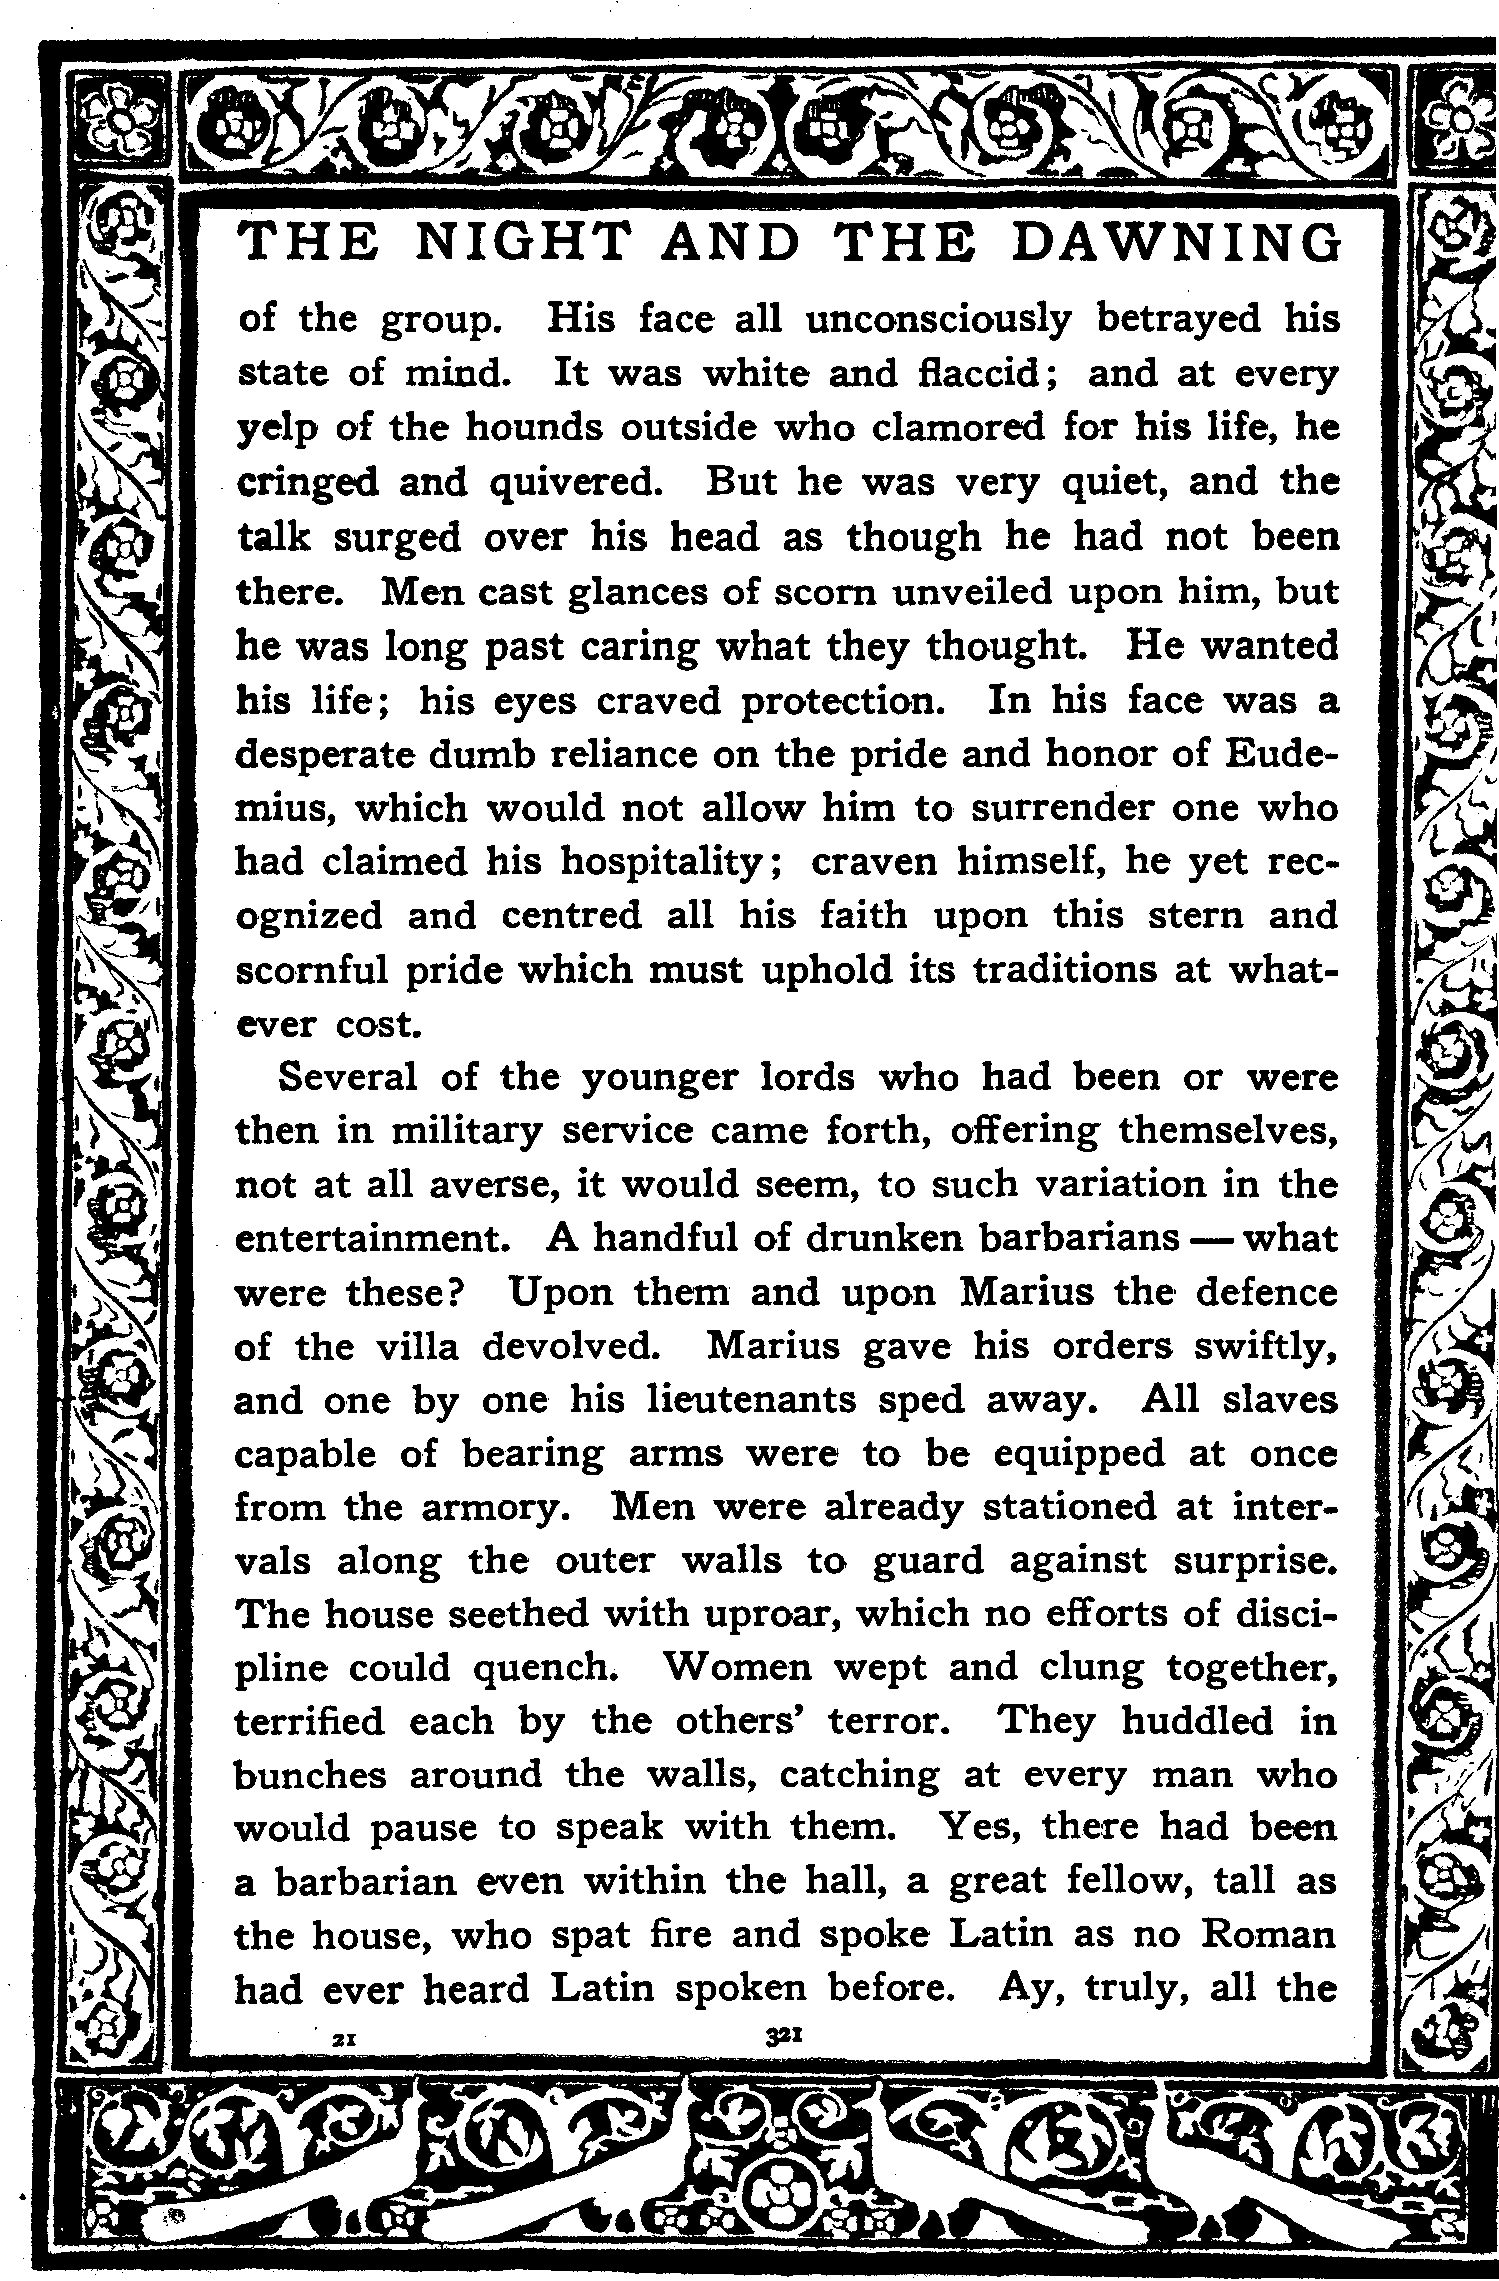 THE NIGHT AND THE DAWNING
of the group. His face all unconsciously betrayed his
state of mind. It was white and flaccid; and at every
yelp of the hounds outside who clamored for his life, he
cringed and quivered. But he was very quiet, and the
talk surged over his head as though he had not been
there. Men cast glances of scorn unveiled upon him, but
he was long past caring what they thought. He wanted
his life; his eyes craved protection. In his face was a
desperate dumb reliance on the pride and honor of Eude-
mius, which would not allow him to surrender one who
had claimed his hospitality; craven himself, he yet rec-
ognized and centred all his faith upon this stern and
scornful pride which must uphold its traditions at what-
ever cost.
Several of the younger lords who had been or were
then in military service came forth, offering themselves,
not at all averse, it would seem, to such variation in the
entertainment. A handful of drunken barbarians — what
were these? Upon them and upon Marius the defence
of the villa devolved. Marius gave his orders swiftly,
and one by one his lieutenants sped away. All slaves
capable of bearing arms were to be equipped at once
from the armory. Men were already stationed at inter-
vals along the outer walls to guard against surprise.
The house seethed with uproar, which no efforts of disci-
pline could quench. Women wept and clung together,
terrified each by the others' terror. They huddled in
bunches around the walls, catching at every man who
would pause to speak with them. Yes, there had been
a barbarian even within the hall, a great fellow, tall as
the house, who spat fire and spoke Latin as no Roman
had ever heard Latin spoken before. Ay, truly, all the
21 321